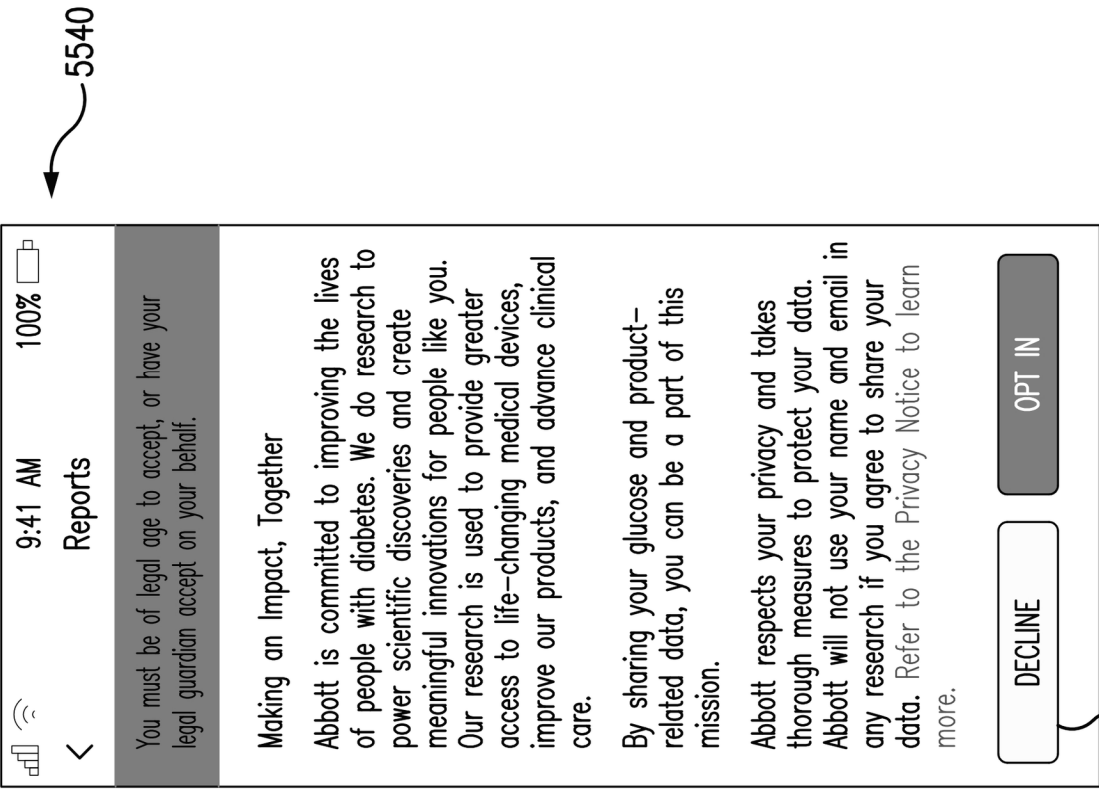 5540
9:41 AM 100%
Reports
You must be of legal age to accept, or have your
legal guardian accept on your behalf.
Making an Impact, Together
Abbott is committed to improving the lives
of people with diabetes. We do research to
power scientific discoveries and create
meaningful innovations for people like you.
Our research is used to provide greater
access to life-changing medical devices,
improve our products, and advance clinical
care.
By sharing your glucose and product-
related data, you can be a part of this
mission.
Abbott respects your privacy and takes
thorough measures to protect your data.
Abbott will not use your name and email in
any research if you agree to share your
data. Refer to the Privacy Notice to learn
more.
DECLINE OPT IN